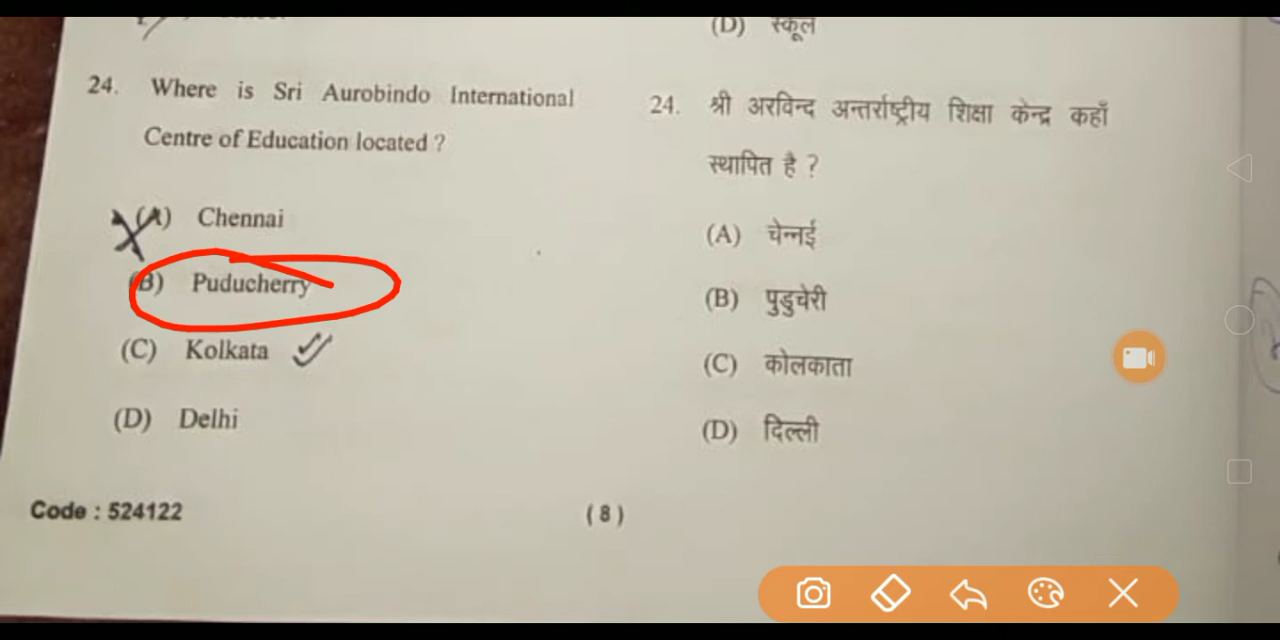 (D) स्कूल
24. Where is Sri Aurobindo International
Centre of Education located ?
(A) Chennai
(B) Puducherry
(C) Kolkata
(D) Delhi
24. श्री अरविन्द अन्तर्राष्ट्रीय शिक्षा केन्द्र कहाँ
स्थापित है ?
(A) चेन्नई
(B) पुडुचेरी
(C) कोलकाता
(D) दिल्ली
Code : 524122
( 8 )